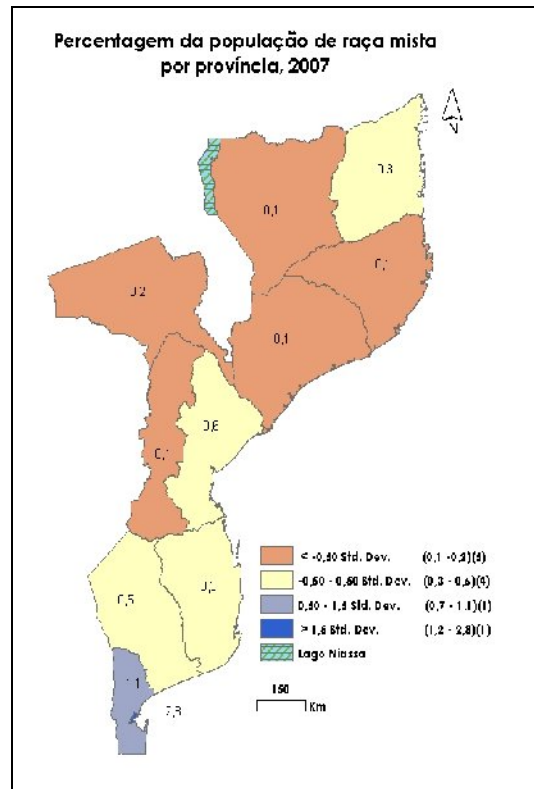 Percentagem da população de raça mista
por província, 2007
0,3
0,1
0,1
0,2
0,1
0,6
0,1
0,5
1,1
2,8
< -0,50 Std. Dev. (0,1 - 0,2)(5)
-0,50 - 0,50 Std. Dev. (0,3 - 0,6)(4)
0,50 - 1,5 Std. Dev. (0,7 - 1,1)(1)
> 1,5 Std. Dev. (1,2 - 2,8)(1)
Lago Niassa
150
Km